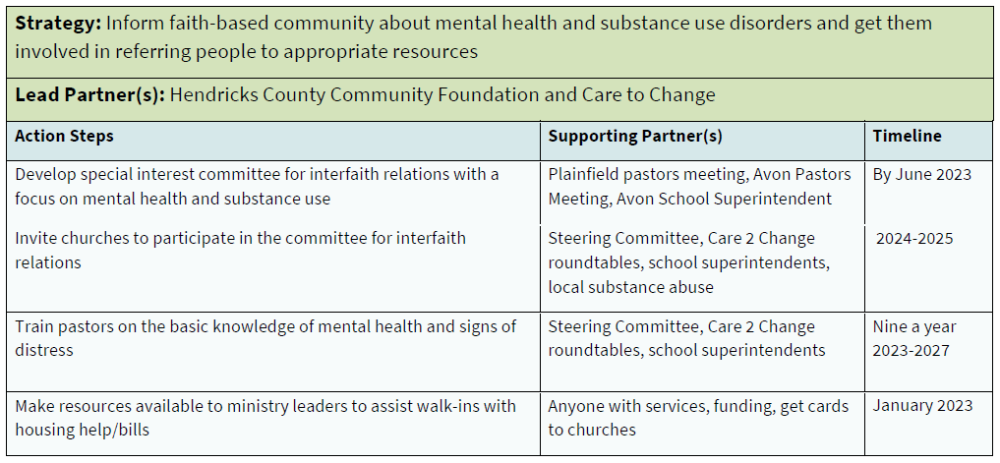 Strategy: Inform faith-based community about mental health and substance use disorders and get them
involved in referring people to appropriate resources
Lead Partner(s): Hendricks County Community Foundation and Care to Change
Action Steps
Supporting Partner(s)
Timeline
Develop special interest committee for interfaith relations with a
focus on mental health and substance use
Plainfield pastors meeting, Avon Pastors
Meeting, Avon School Superintendent
By June 2023
Invite churches to participate in the committee for interfaith
relations
Steering Committee, Care 2 Change
roundtables, school superintendents,
local substance abuse
2024-2025
Train pastors on the basic knowledge of mental health and signs of
distress
Steering Committee, Care 2 Change
roundtables, school superintendents
Nine a year
2023-2027
Make resources available to ministry leaders to assist walk-ins with
housing help/bills
Anyone with services, funding, get cards
to churches
January 2023